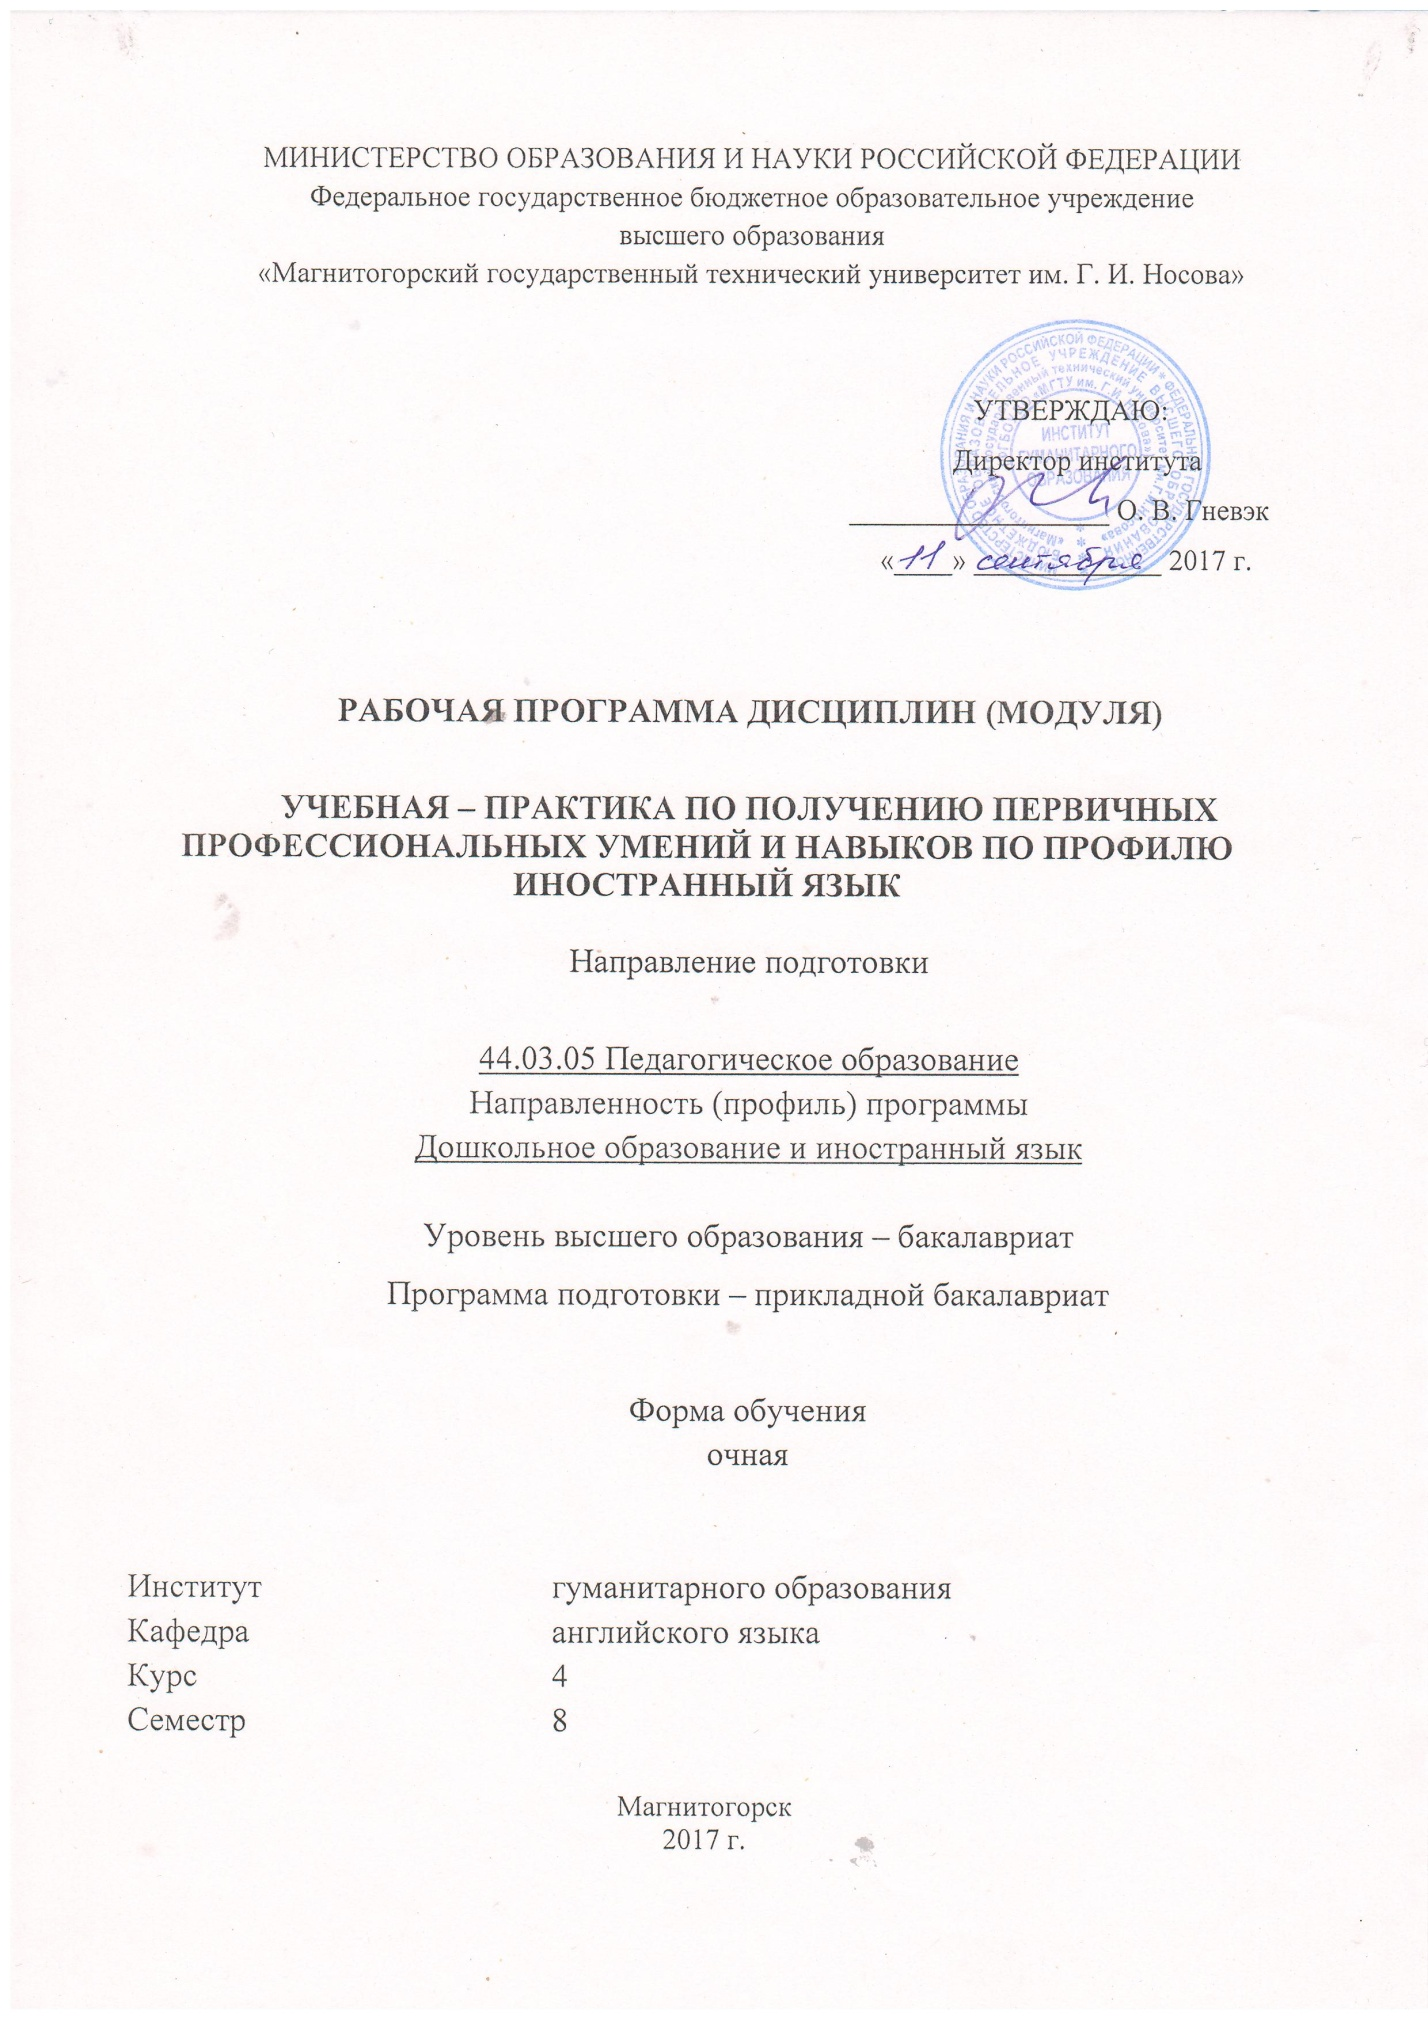 МИНИСТЕРСТВО ОБРАЗОВАНИЯ И НАУКИ РОССИЙСКОЙ ФЕДЕРАЦИИ
Федеральное государственное бюджетное образовательное учреждение
высшего образования
«Магнитогорский государственный технический университет им. Г. И. Носова»
УТВЕРЖДАЮ:
ИНСТИТУТ
ГУМАНИТАРНОГО
ОБРАЗОВАНИЯ
Директор института
О. В. Гневэк
«11» сентября 2017 г.
РАБОЧАЯ ПРОГРАММА ДИСЦИПЛИН (МОДУЛЯ)
УЧЕБНАЯ – ПРАКТИКА ПО ПОЛУЧЕНИЮ ПЕРВИЧНЫХ
ПРОФЕССИОНАЛЬНЫХ УМЕНИЙ И НАВЫКОВ ПО ПРОФИЛЮ
ИНОСТРАННЫЙ ЯЗЫК
Направление подготовки
44.03.05 Педагогическое образование
Направленность (профиль) программы
Дошкольное образование и иностранный язык
Уровень высшего образования – бакалавриат
Программа подготовки – прикладной бакалавриат
Форма обучения
очная
Институт гуманитарного образования
Кафедра английского языка
Курс 4
Семестр 8
Магнитогорск
2017 г.